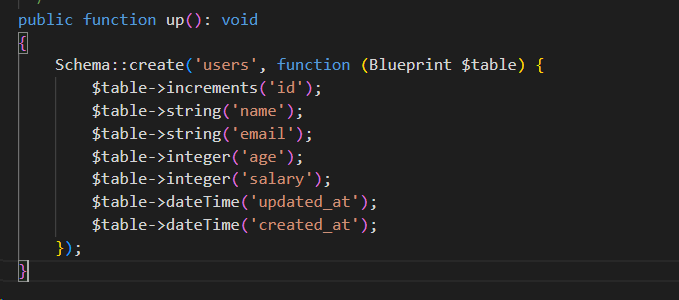 public function up(): void
{
    Schema::create('users', function (Blueprint $table) {
        $table->increments('id');
        $table->string('name');
        $table->string('email');
        $table->integer('age');
        $table->integer('salary');
        $table->dateTime('updated_at');
        $table->dateTime('created_at');
    });
}